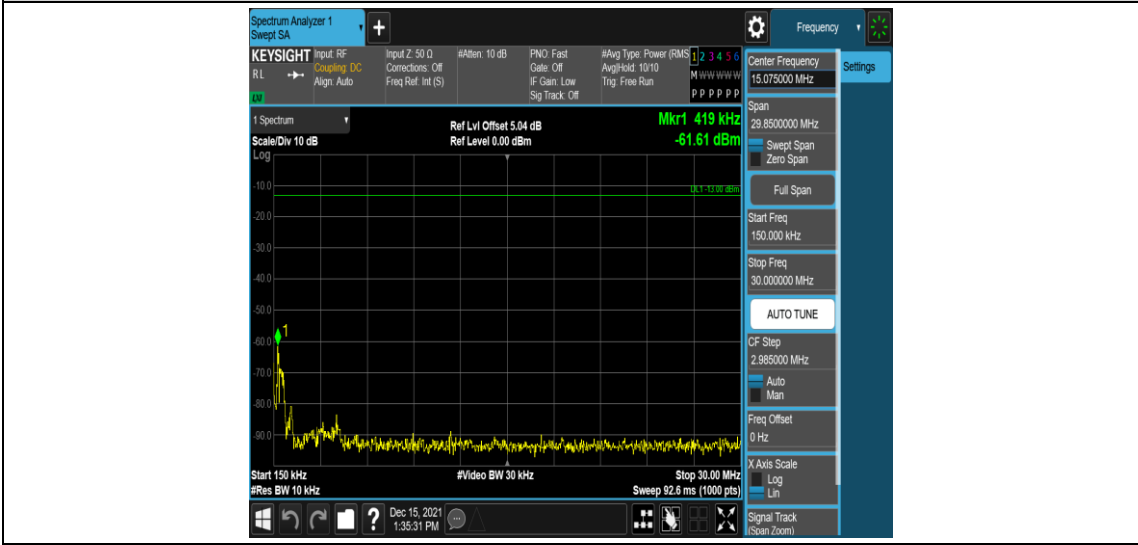 Spectrum Analyzer 1
Swept SA
+
Frequency
KEYSIGHT
RL
LM
Input: RF
Coupling: DC
Align: Auto
Input Z: 50 Ω
Corrections: Off
Freq Ref: Int (S)
#Atten: 10 dB
PNO: Fast
Gate: Off
IF Gain: Low
Sig Track: Off
#Avg Type: Power (RMS
Avg|Hold: 10/10
Trig: Free Run
1 2 3 4 5 6
M W W W W W
P P P P P P
1 Spectrum
Scale/Div 10 dB
Log
Ref Lvl Offset 5.04 dB
Ref Level 0.00 dBm
Mkr1 419 kHz
-61.61 dBm
DL1 -13.00 dBm
-10.0
-20.0
-30.0
-40.0
-50.0
-60.0
-70.0
-80.0
-90.0
1
Start 150 kHz
#Res BW 10 kHz
#Video BW 30 kHz
Stop 30.00 MHz
Sweep 92.6 ms (1000 pts)
Center Frequency
15.075000 MHz
Settings
Span
29.8500000 MHz
Swept Span
Zero Span
Full Span
Start Freq
150.000 kHz
Stop Freq
30.000000 MHz
AUTO TUNE
CF Step
2.985000 MHz
Auto
Man
Freq Offset
0 Hz
X Axis Scale
Log
Lin
Signal Track
(Span Zoom)
?
Dec 15, 2021
1:35:31 PM